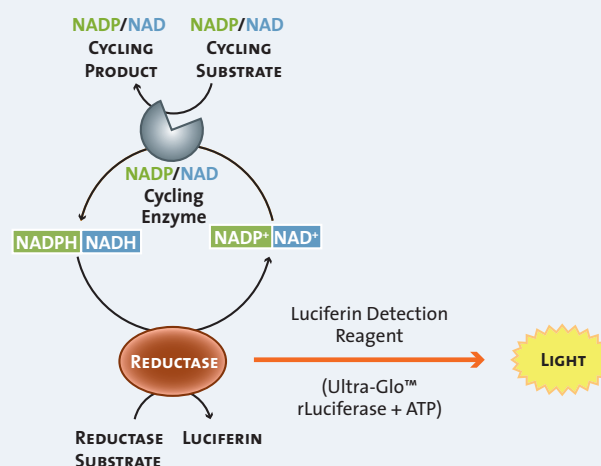 NADP/NAD
CYCLING
PRODUCT
NADP/NAD
CYCLING
SUBSTRATE
NADP/NAD
Cycling
Enzyme
NADPH NADH
NADP⁺ NAD⁺
REDUCTASE
Luciferin Detection
Reagent
(Ultra-Glo™
rLuciferase + ATP)
LIGHT
REDUCTASE
SUBSTRATE
LUCIFERIN